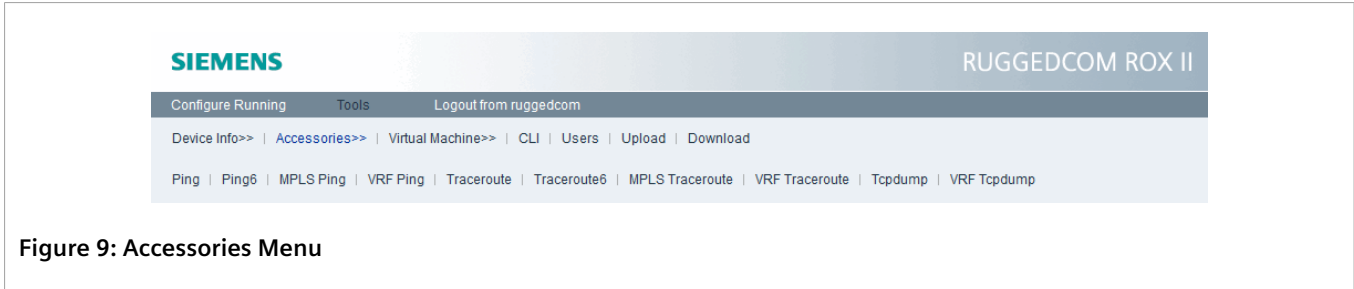 SIEMENS RUGGEDCOM ROX II
Configure Running Tools Logout from ruggedcom
Device Info>> | Accessories>> | Virtual Machine>> | CLI | Users | Upload | Download
Ping | Ping6 | MPLS Ping | VRF Ping | Traceroute | Traceroute6 | MPLS Traceroute | VRF Traceroute | Tcpdump | VRF Tcpdump
Figure 9: Accessories Menu